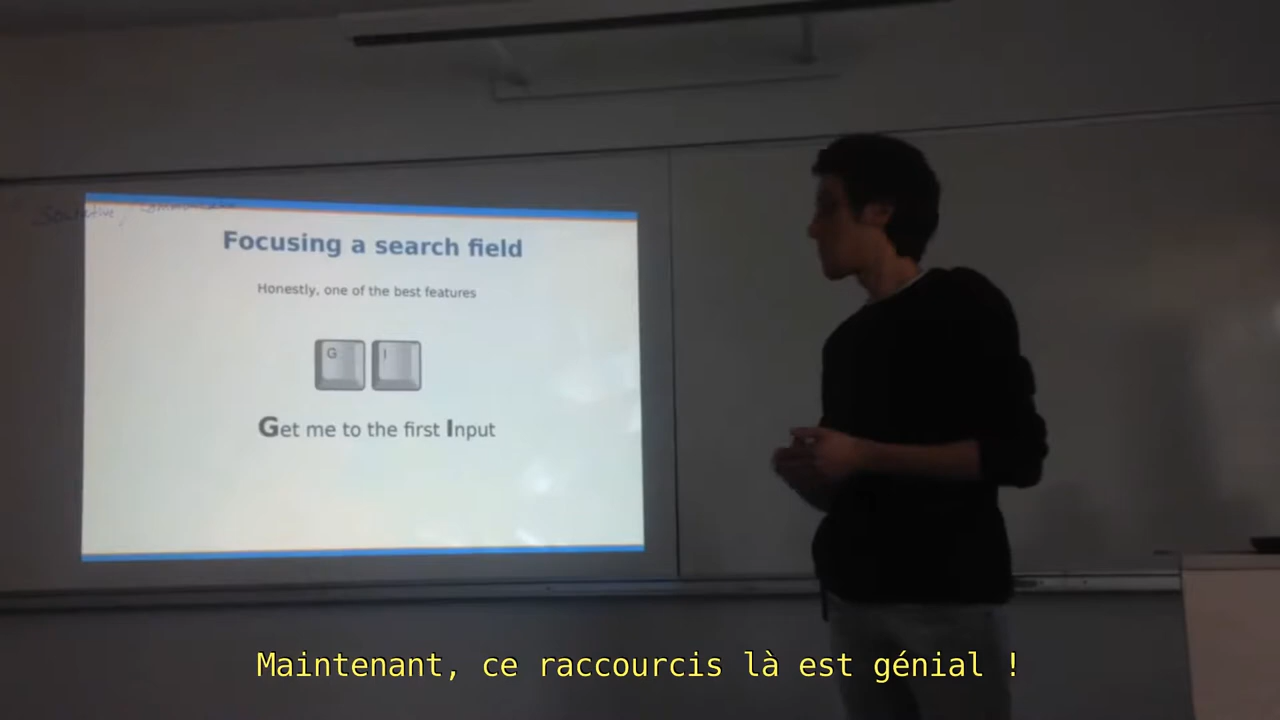 Focusing a search field
Honestly, one of the best features
G I
Get me to the first Input
Maintenant, ce raccourcis là est génial !